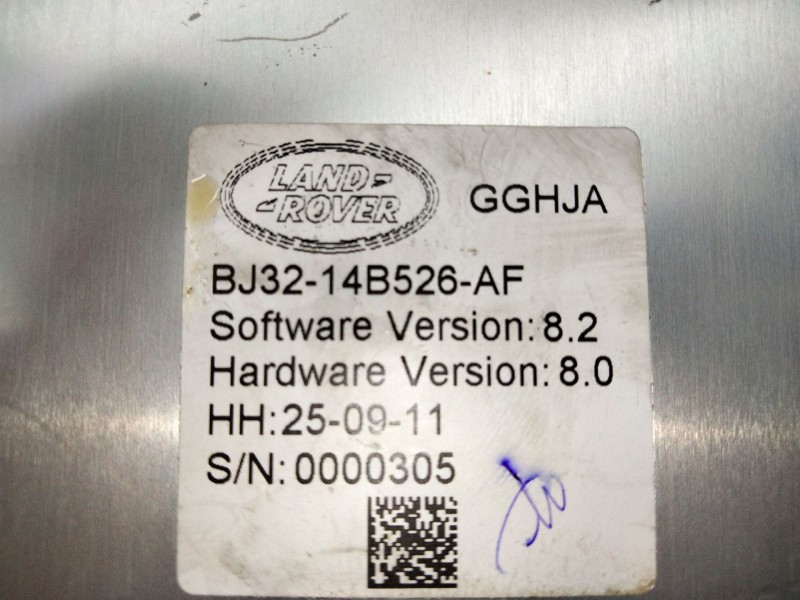 LAND-
-ROVER
GGHJA
BJ32-14B526-AF
Software Version: 8.2
Hardware Version: 8.0
HH: 25-09-11
S/N: 0000305